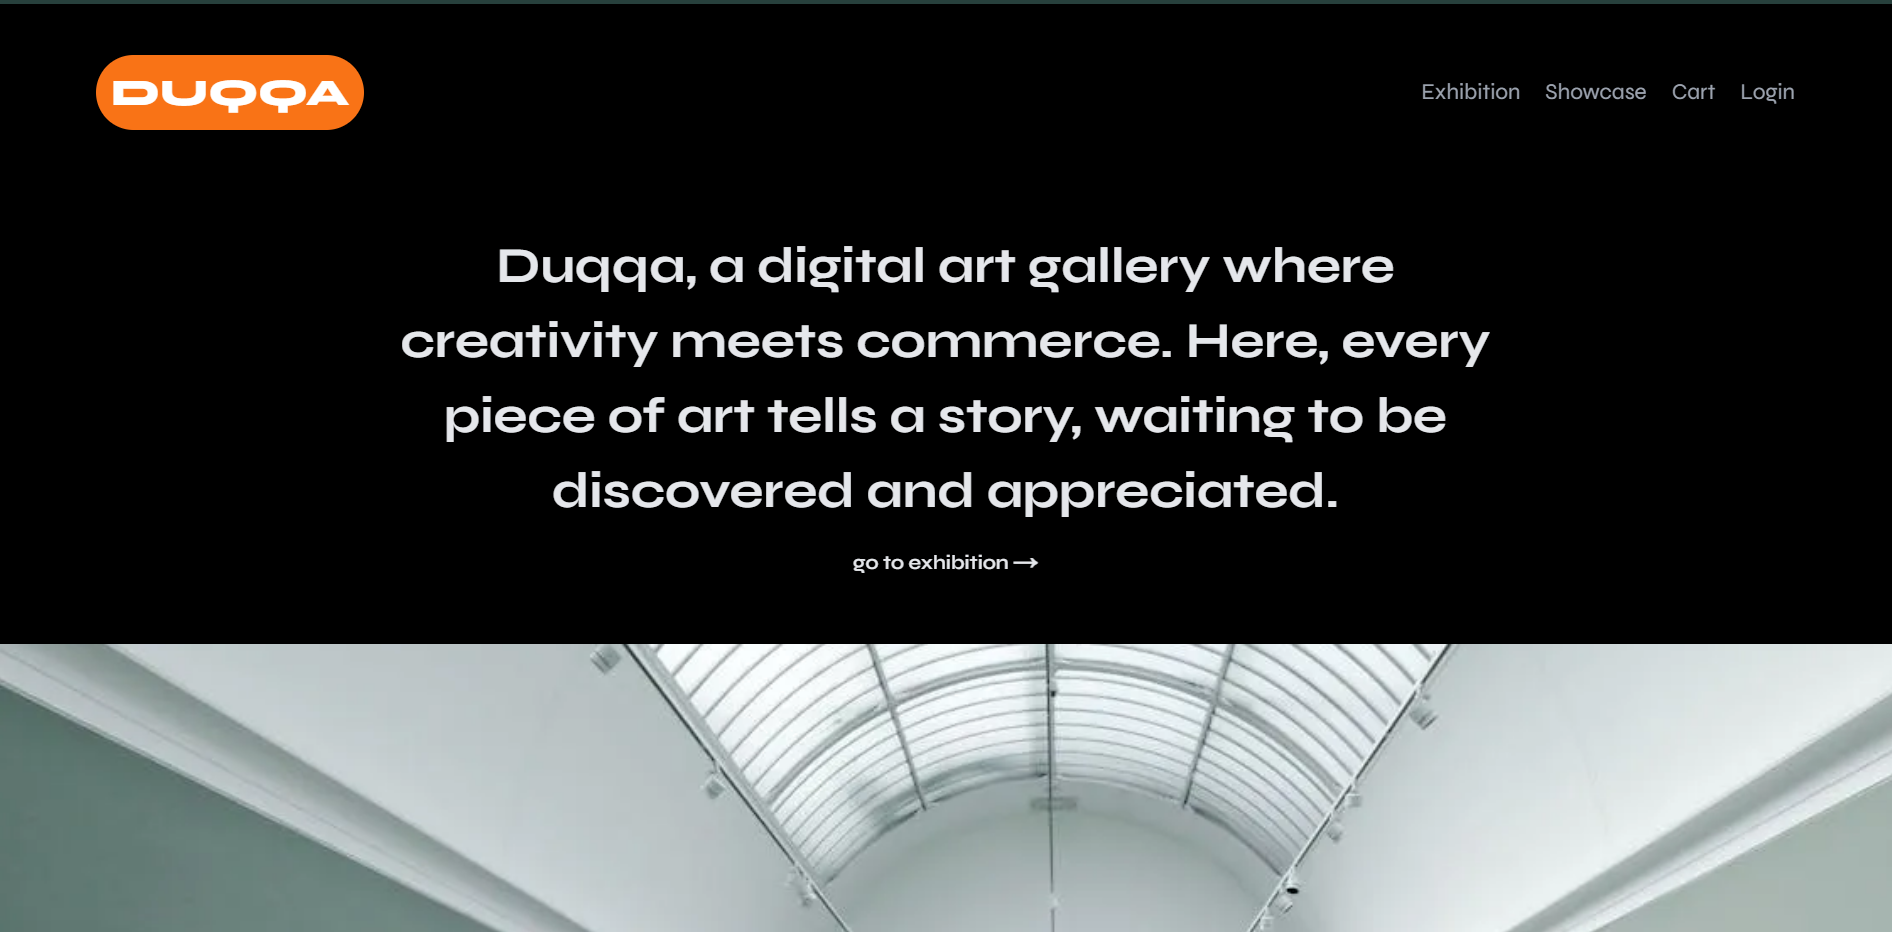 DUQQA
Exhibition Showcase Cart Login
Duqqa, a digital art gallery where
creativity meets commerce. Here, every
piece of art tells a story, waiting to be
discovered and appreciated.
go to exhibition →